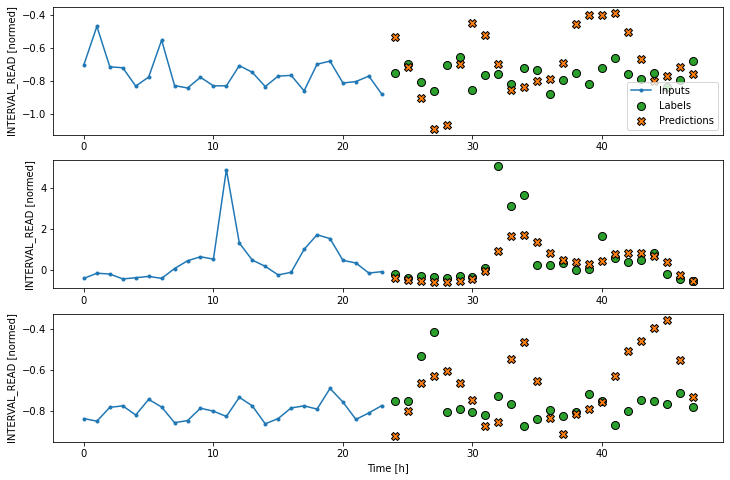 INTERVAL_READ [normed]
−0.4
−0.6
−0.8
−1.0
0 10 20 30 40
Inputs
Labels
Predictions
INTERVAL_READ [normed]
4
2
0
0 10 20 30 40
INTERVAL_READ [normed]
−0.4
−0.6
−0.8
0 10 20 30 40
Time [h]